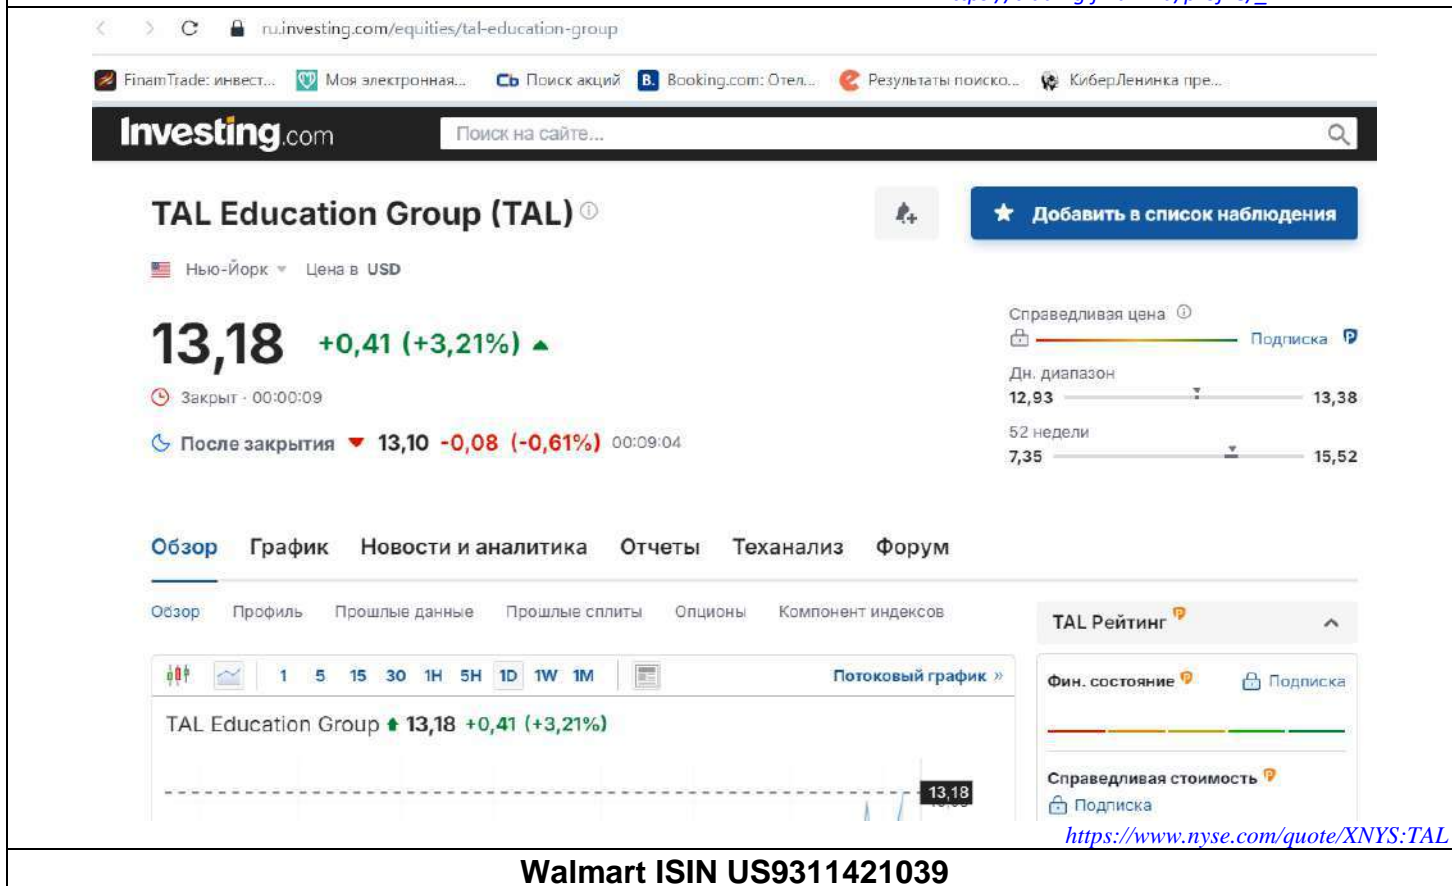 ru.investing.com/equities/tal-education-group
FinamTrade: инвест... Моя электронная... Сь Поиск акций B. Booking.com: Отел... Результаты поиско... КиберЛенинка пре...
Investing.com Поиск на сайте...
TAL Education Group (TAL)
Добавить в список наблюдения
Нью-Йорк Цена в USD
Справедливая цена
13,18 +0,41 (+3,21%)
Подписка
Дн. диапазон
Закрыт · 00:00:09
12,93 13,38
52 недели
После закрытия 13,10 -0,08 (-0,61%) 00:09:04
7,35 15,52
Обзор График Новости и аналитика Отчеты Теханализ Форум
Обзор Профиль Прошлые данные Прошлые сплиты Опционы Компонент индексов
TAL Рейтинг
1 5 15 30 1H 5H 1D 1W 1M Потоковый график »
Фин. состояние Подписка
TAL Education Group 13,18 +0,41 (+3,21%)
Справедливая стоимость
13,18
Подписка
https://www.nyse.com/quote/XNYS:TAL
Walmart ISIN US9311421039